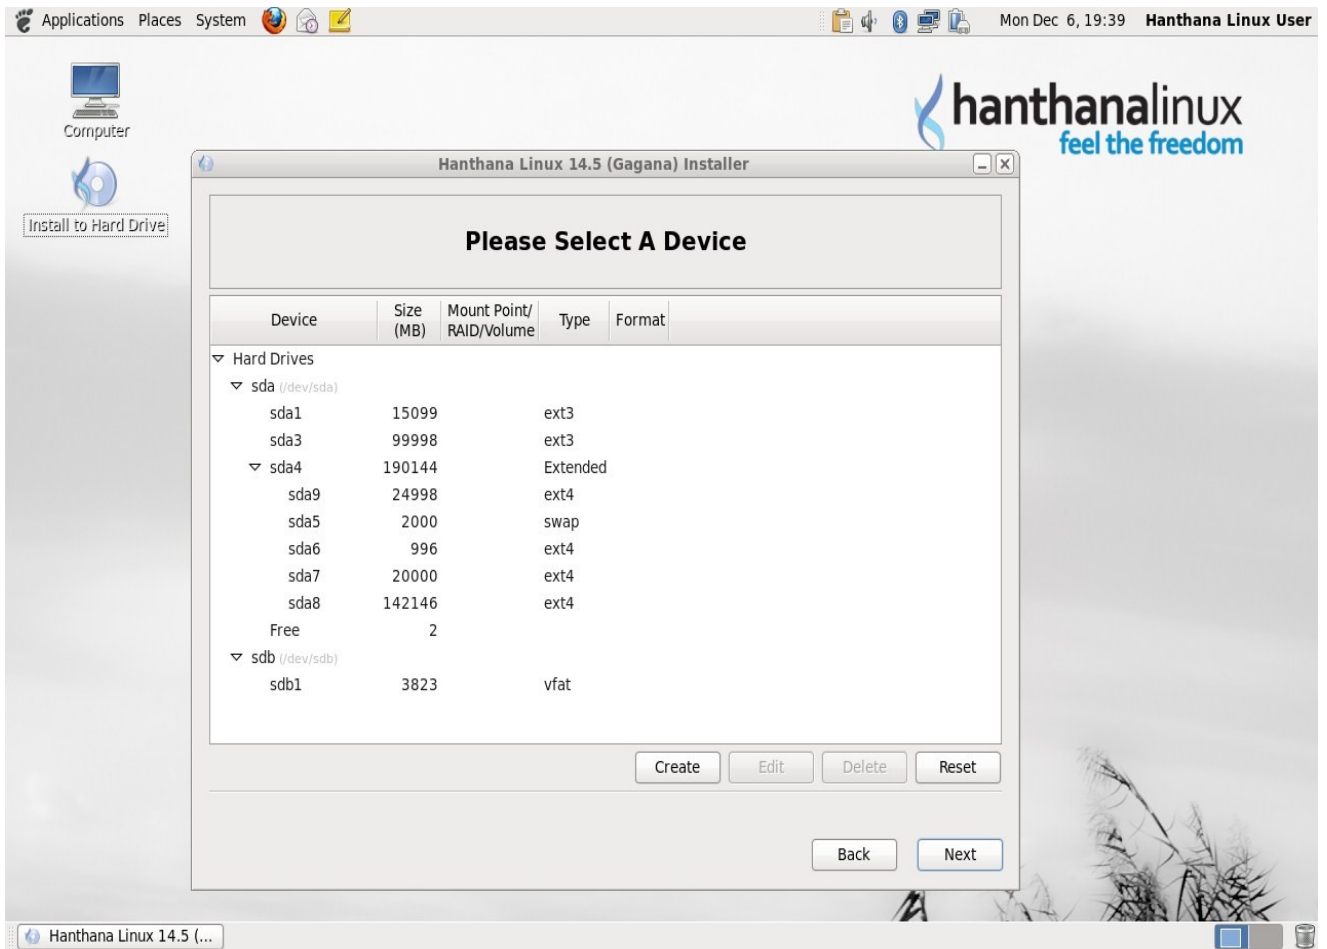 Applications Places System Mon Dec 6, 19:39 Hanthana Linux User
Computer
Install to Hard Drive
hanthanalinux
feel the freedom
Hanthana Linux 14.5 (Gagana) Installer
Please Select A Device
Device Size (MB) Mount Point/ RAID/Volume Type Format
Hard Drives
sda (/dev/sda)
sda1 15099 ext3
sda3 99998 ext3
sda4 190144 Extended
sda9 24998 ext4
sda5 2000 swap
sda6 996 ext4
sda7 20000 ext4
sda8 142146 ext4
Free 2
sdb (/dev/sdb)
sdb1 3823 vfat
Create Edit Delete Reset
Back Next
Hanthana Linux 14.5 (...